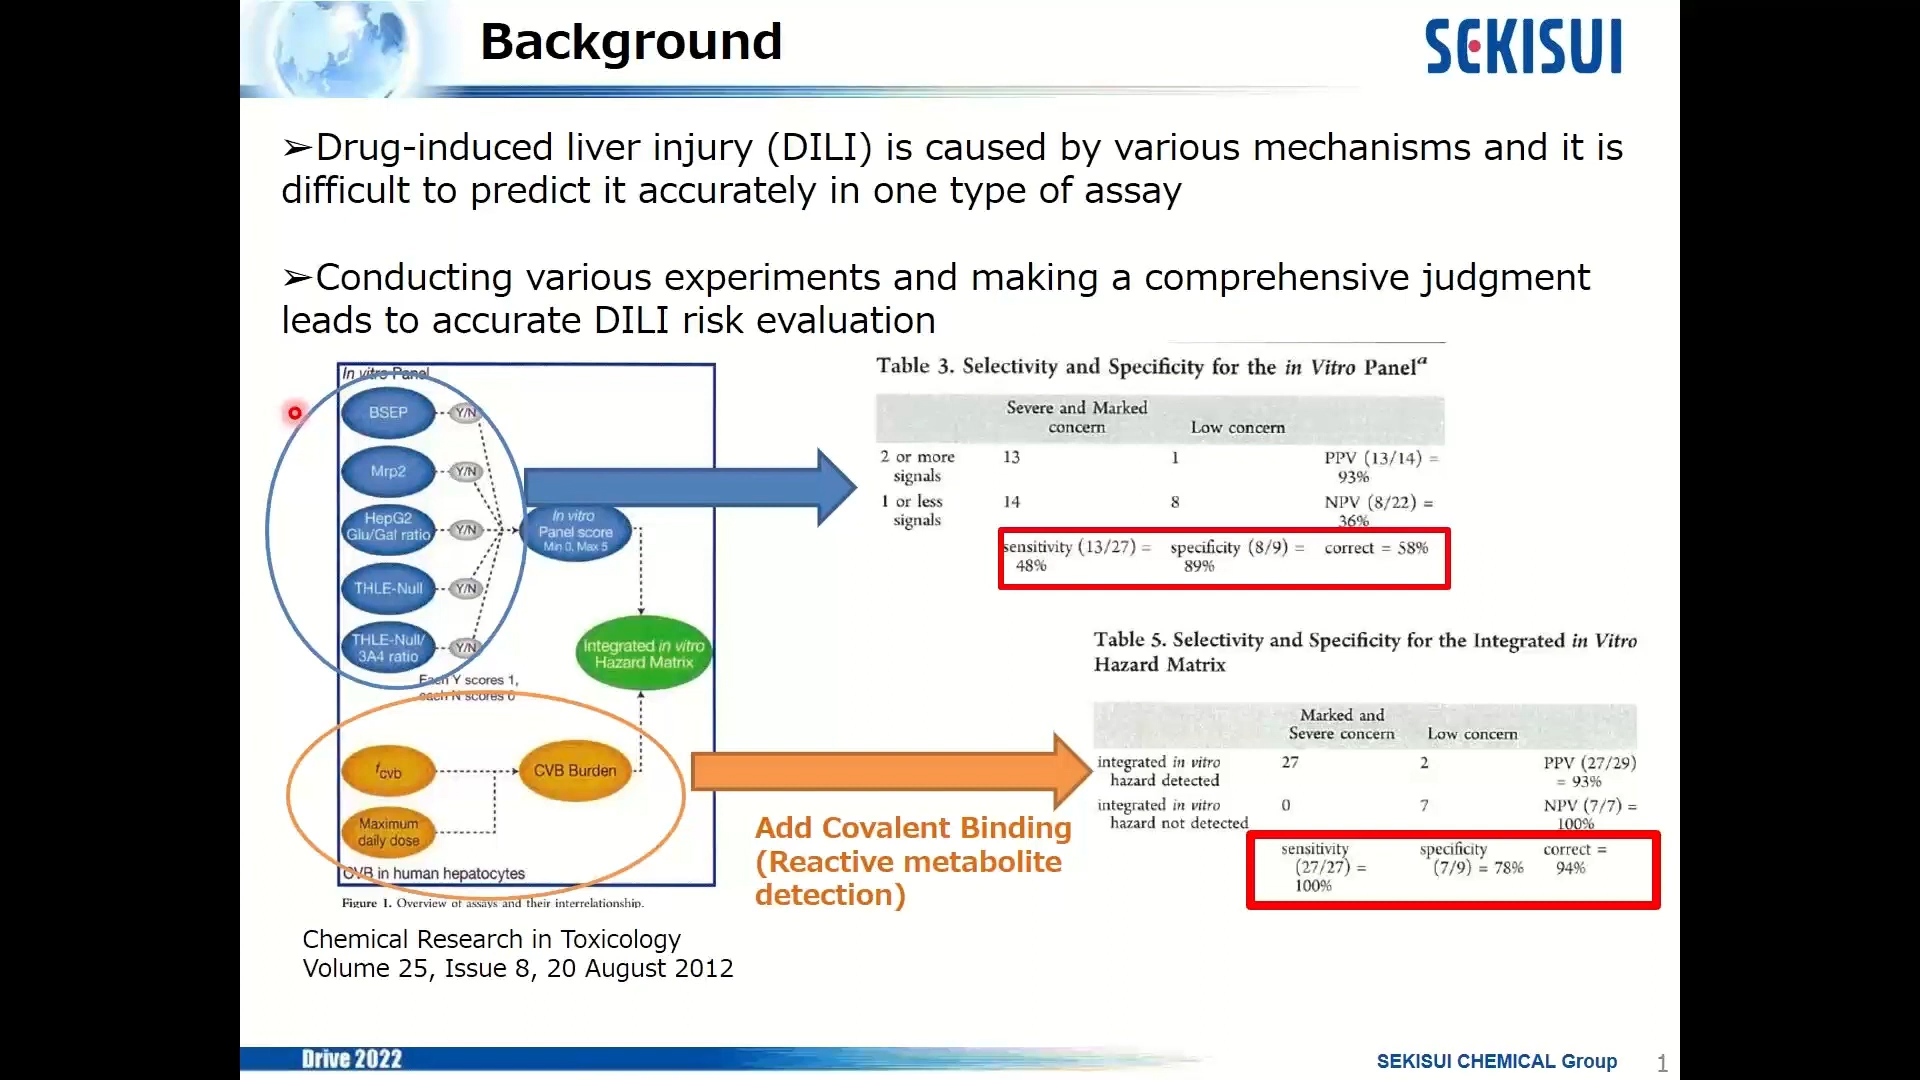 Background
SEKISUI
➢Drug-induced liver injury (DILI) is caused by various mechanisms and it is
difficult to predict it accurately in one type of assay
➢Conducting various experiments and making a comprehensive judgment
leads to accurate DILI risk evaluation
In vitro Panel
BSEP
Y/N
Mrp2
Y/N
HepG2
Glu/Gal ratio
Y/N
THLE-Null
Y/N
THLE-Null/
3A4 ratio
Y/N
Each Y scores 1,
each N scores 0
In vitro
Panel score
Min 0, Max 5
Integrated in vitro
Hazard Matrix
fCVB
CVB Burden
Maximum
daily dose
CVB in human hepatocytes
Figure 1. Overview of assays and their interrelationship.
Chemical Research in Toxicology
Volume 25, Issue 8, 20 August 2012
Table 3. Selectivity and Specificity for the in Vitro Panelᵃ
Severe and Marked
concern
Low concern
2 or more
signals
13
1
PPV (13/14) =
93%
1 or less
signals
14
8
NPV (8/22) =
36%
sensitivity (13/27) =
48%
specificity (8/9) =
89%
correct = 58%
Table 5. Selectivity and Specificity for the Integrated in Vitro
Hazard Matrix
Marked and
Severe concern
Low concern
integrated in vitro
hazard detected
27
2
PPV (27/29)
= 93%
integrated in vitro
hazard not detected
0
7
NPV (7/7) =
100%
sensitivity
(27/27) =
100%
specificity
(7/9) = 78%
correct =
94%
Add Covalent Binding
(Reactive metabolite
detection)
Drive 2022
SEKISUI CHEMICAL Group
1